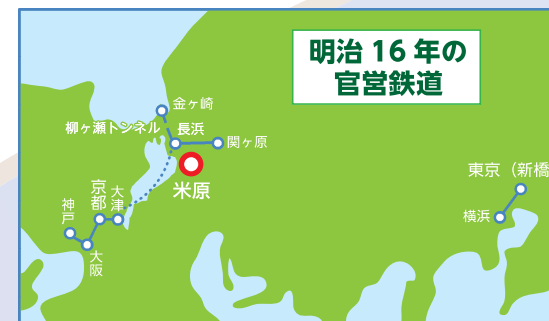 明治 16 年の
官営鉄道
金ヶ崎
柳ヶ瀬トンネル
長浜
関ヶ原
米原
東京（新橋
横浜
京都
大津
神戸
大阪